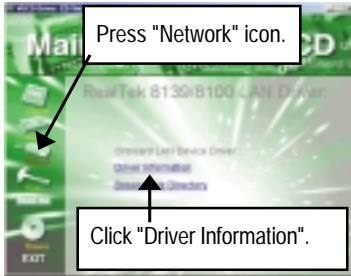 Press "Network" icon.
Mai CD
RealTek 8139/8100 LAN Driver:
Onboard LAN Device Driver :
Driver Information
Click "Driver Information".
EXIT